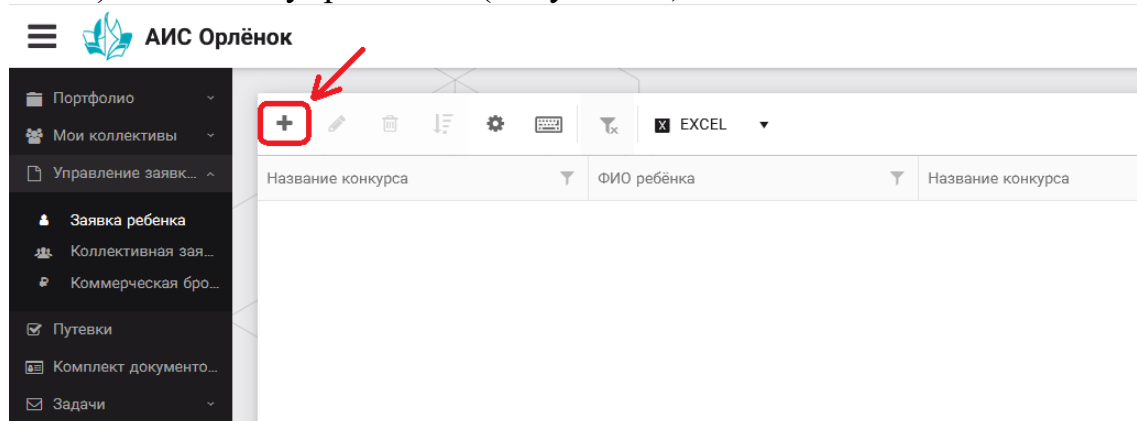 АИС Орлёнок
Портфолио
Мои коллективы
Управление заявк...
Заявка ребенка
Коллективная зая...
Коммерческая бро...
Путевки
Комплект документо...
Задачи
EXCEL
Название конкурса
ФИО ребёнка
Название конкурса